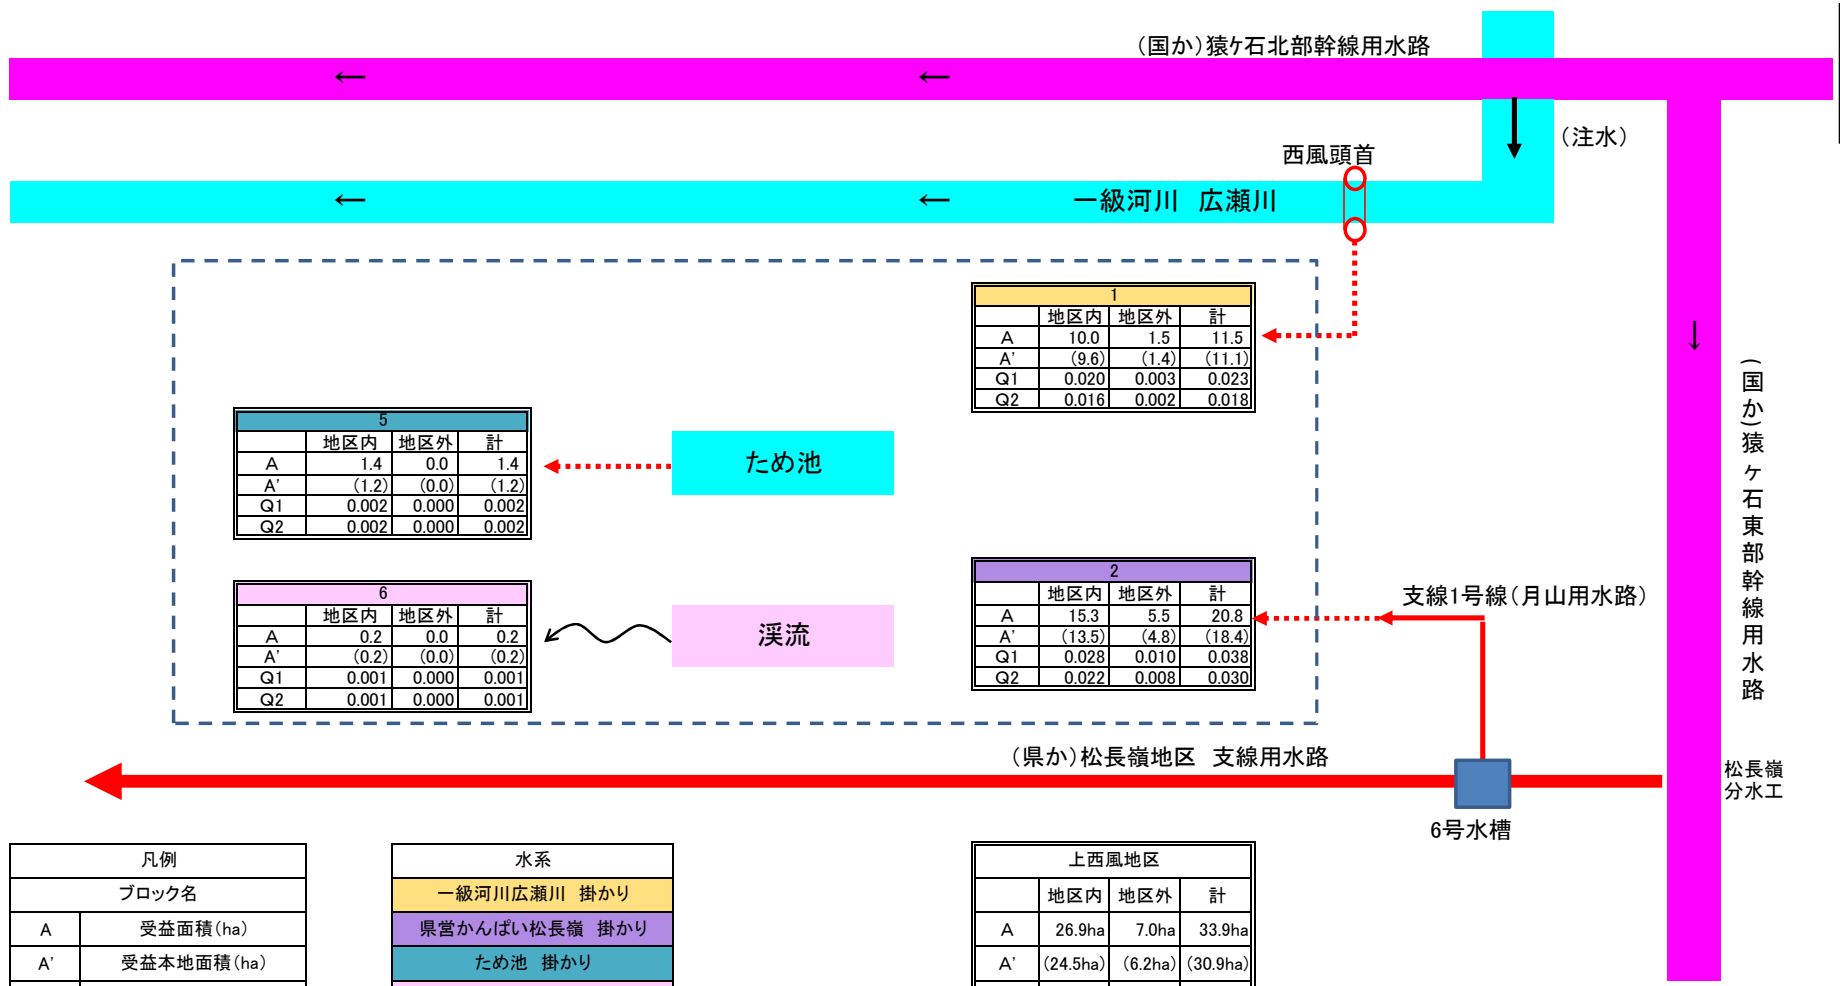 (国か)猿ケ石北部幹線用水路
←
←
(注水)
西風頭首
←
←
一級河川 広瀬川
1
地区内 地区外 計
A 10.0 1.5 11.5
A' (9.6) (1.4) (11.1)
Q1 0.020 0.003 0.023
Q2 0.016 0.002 0.018
5
地区内 地区外 計
A 1.4 0.0 1.4
A' (1.2) (0.0) (1.2)
Q1 0.002 0.000 0.002
Q2 0.002 0.000 0.002
ため池
↓
(国か)猿ヶ石東部幹線用水路
6
地区内 地区外 計
A 0.2 0.0 0.2
A' (0.2) (0.0) (0.2)
Q1 0.001 0.000 0.001
Q2 0.001 0.000 0.001
渓流
2
地区内 地区外 計
A 15.3 5.5 20.8
A' (13.5) (4.8) (18.4)
Q1 0.028 0.010 0.038
Q2 0.022 0.008 0.030
支線1号線(月山用水路)
(県か)松長嶺地区 支線用水路
松長嶺
分水工
6号水槽
凡例
ブロック名
A 受益面積(ha)
A' 受益本地面積(ha)
水系
一級河川広瀬川 掛かり
県営かんぱい松長嶺 掛かり
ため池 掛かり
上西風地区
地区内 地区外 計
A 26.9ha 7.0ha 33.9ha
A' (24.5ha) (6.2ha) (30.9ha)